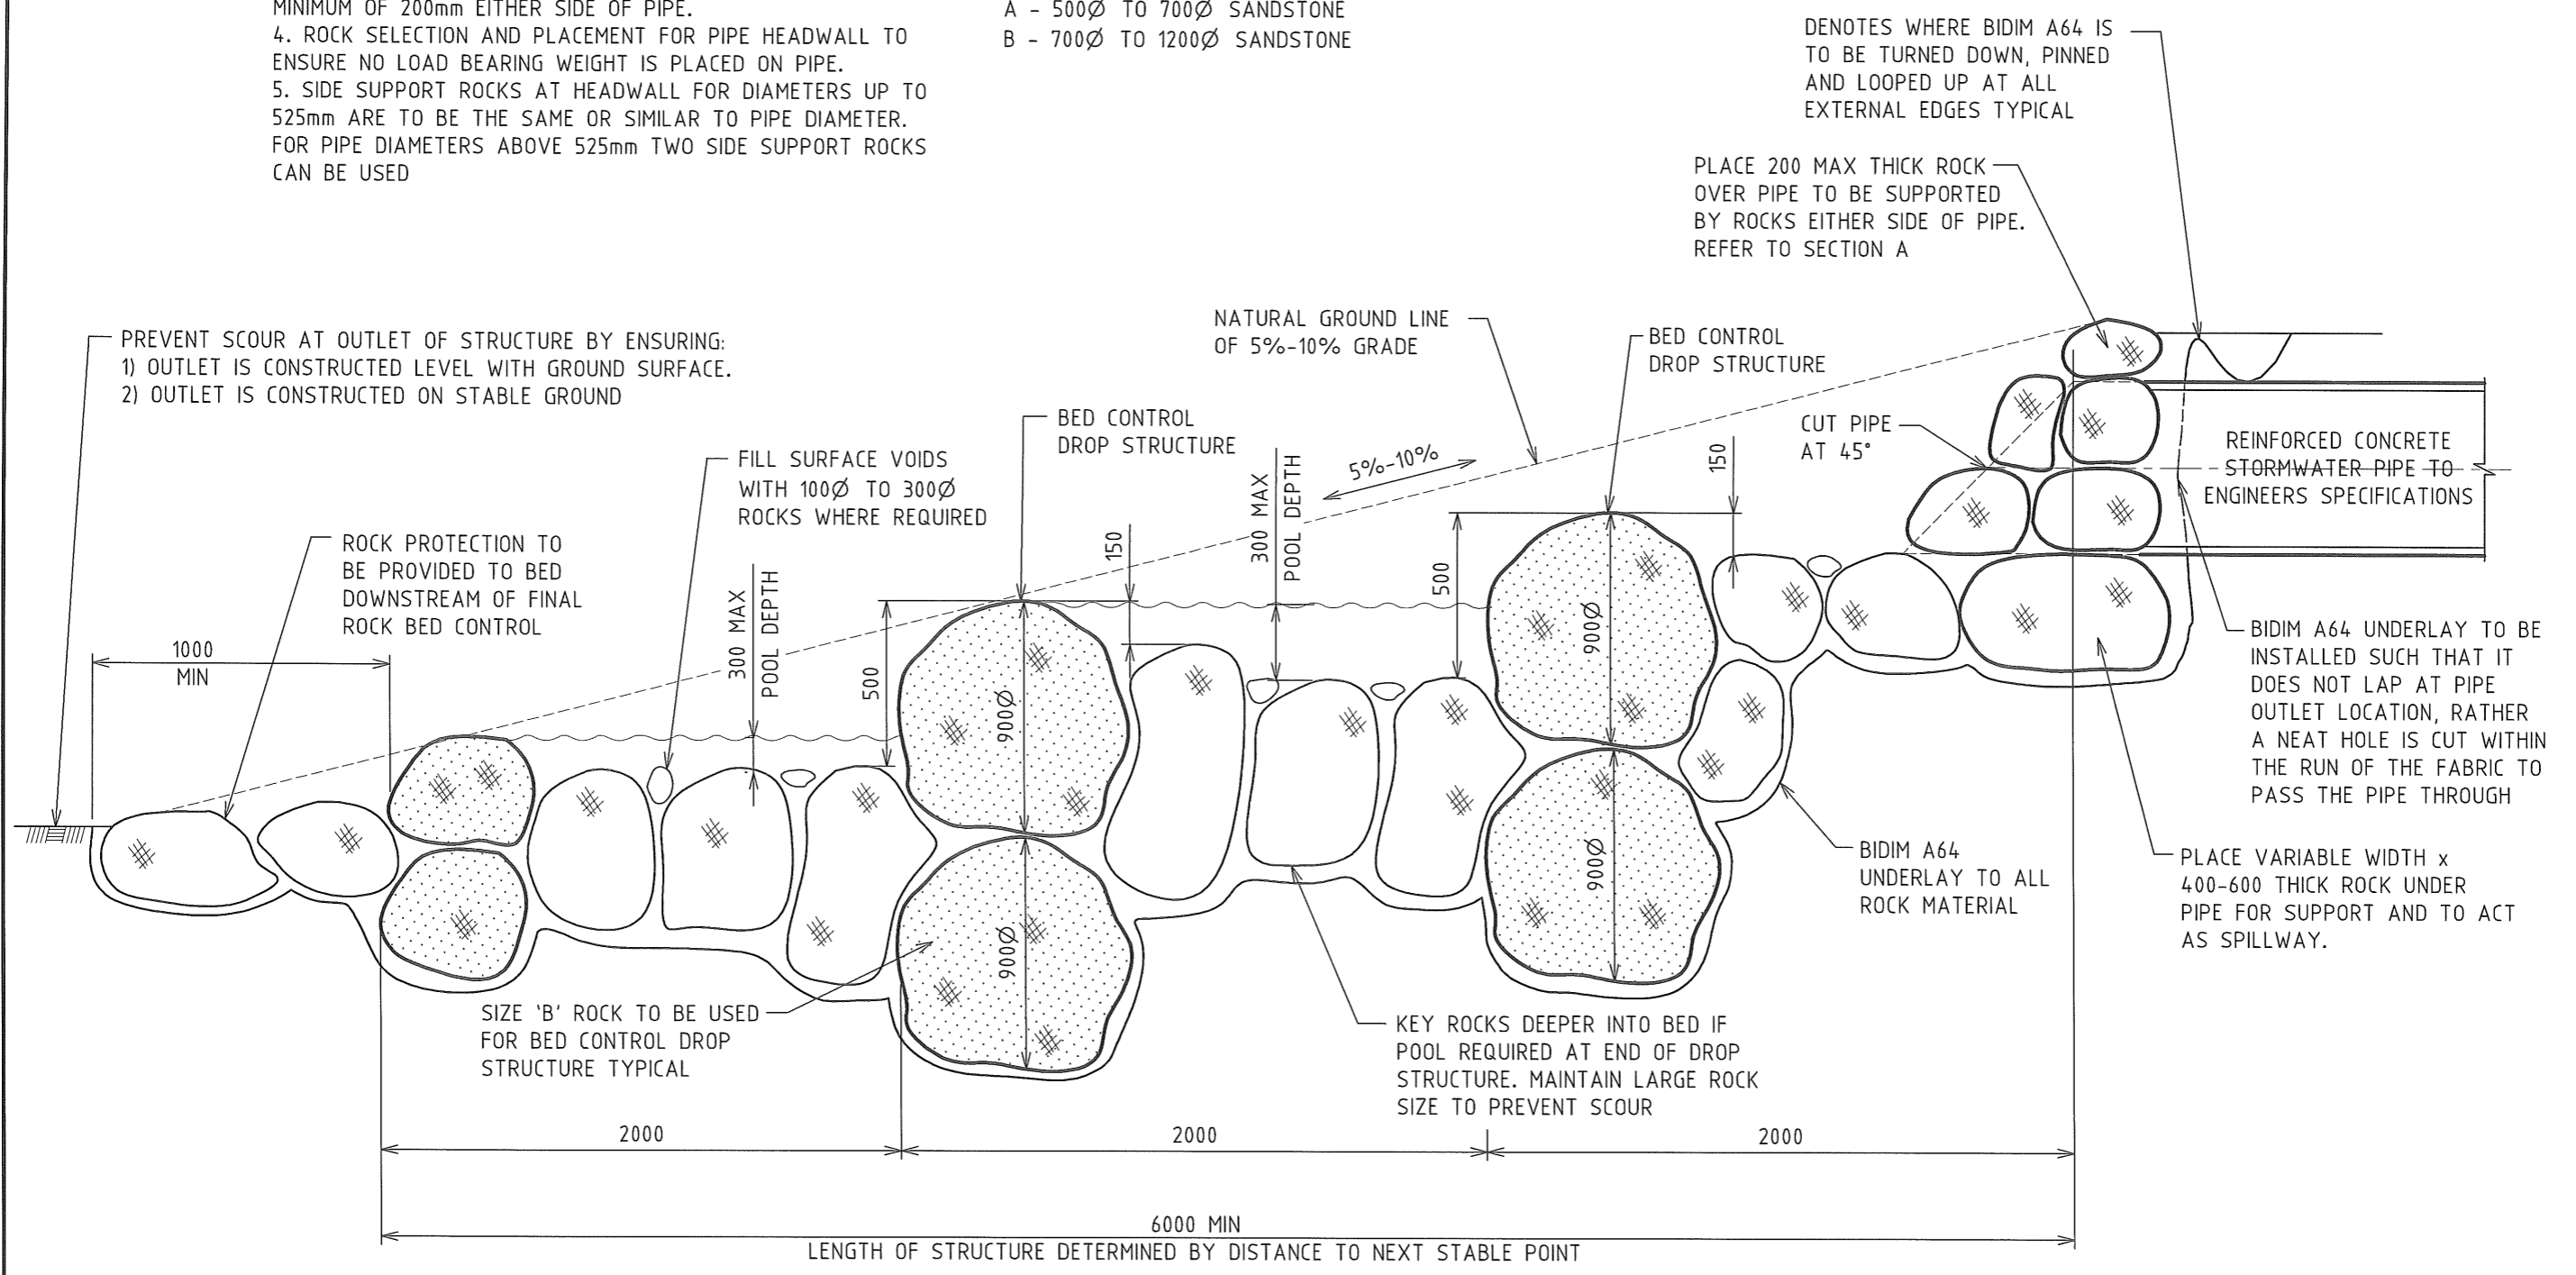 MINIMUM OF 200mm EITHER SIDE OF PIPE.
4. ROCK SELECTION AND PLACEMENT FOR PIPE HEADWALL TO
ENSURE NO LOAD BEARING WEIGHT IS PLACED ON PIPE.
5. SIDE SUPPORT ROCKS AT HEADWALL FOR DIAMETERS UP TO
525mm ARE TO BE THE SAME OR SIMILAR TO PIPE DIAMETER.
FOR PIPE DIAMETERS ABOVE 525mm TWO SIDE SUPPORT ROCKS
CAN BE USED
A - 500Ø TO 700Ø SANDSTONE
B - 700Ø TO 1200Ø SANDSTONE
DENOTES WHERE BIDIM A64 IS
TO BE TURNED DOWN, PINNED
AND LOOPED UP AT ALL
EXTERNAL EDGES TYPICAL
PLACE 200 MAX THICK ROCK
OVER PIPE TO BE SUPPORTED
BY ROCKS EITHER SIDE OF PIPE.
REFER TO SECTION A
PREVENT SCOUR AT OUTLET OF STRUCTURE BY ENSURING:
1) OUTLET IS CONSTRUCTED LEVEL WITH GROUND SURFACE.
2) OUTLET IS CONSTRUCTED ON STABLE GROUND
NATURAL GROUND LINE
OF 5%-10% GRADE
BED CONTROL
DROP STRUCTURE
BED CONTROL
DROP STRUCTURE
CUT PIPE
AT 45°
REINFORCED CONCRETE
STORMWATER PIPE TO
ENGINEERS SPECIFICATIONS
FILL SURFACE VOIDS
WITH 100Ø TO 300Ø
ROCKS WHERE REQUIRED
ROCK PROTECTION TO
BE PROVIDED TO BED
DOWNSTREAM OF FINAL
ROCK BED CONTROL
1000
MIN
300 MAX
POOL DEPTH
500
900Ø
900Ø
150
300 MAX
POOL DEPTH
5%-10%
500
900Ø
900Ø
150
BIDIM A64 UNDERLAY TO BE
INSTALLED SUCH THAT IT
DOES NOT LAP AT PIPE
OUTLET LOCATION, RATHER
A NEAT HOLE IS CUT WITHIN
THE RUN OF THE FABRIC TO
PASS THE PIPE THROUGH
BIDIM A64
UNDERLAY TO ALL
ROCK MATERIAL
PLACE VARIABLE WIDTH x
400-600 THICK ROCK UNDER
PIPE FOR SUPPORT AND TO ACT
AS SPILLWAY.
SIZE 'B' ROCK TO BE USED
FOR BED CONTROL DROP
STRUCTURE TYPICAL
KEY ROCKS DEEPER INTO BED IF
POOL REQUIRED AT END OF DROP
STRUCTURE. MAINTAIN LARGE ROCK
SIZE TO PREVENT SCOUR
2000
2000
2000
6000 MIN
LENGTH OF STRUCTURE DETERMINED BY DISTANCE TO NEXT STABLE POINT